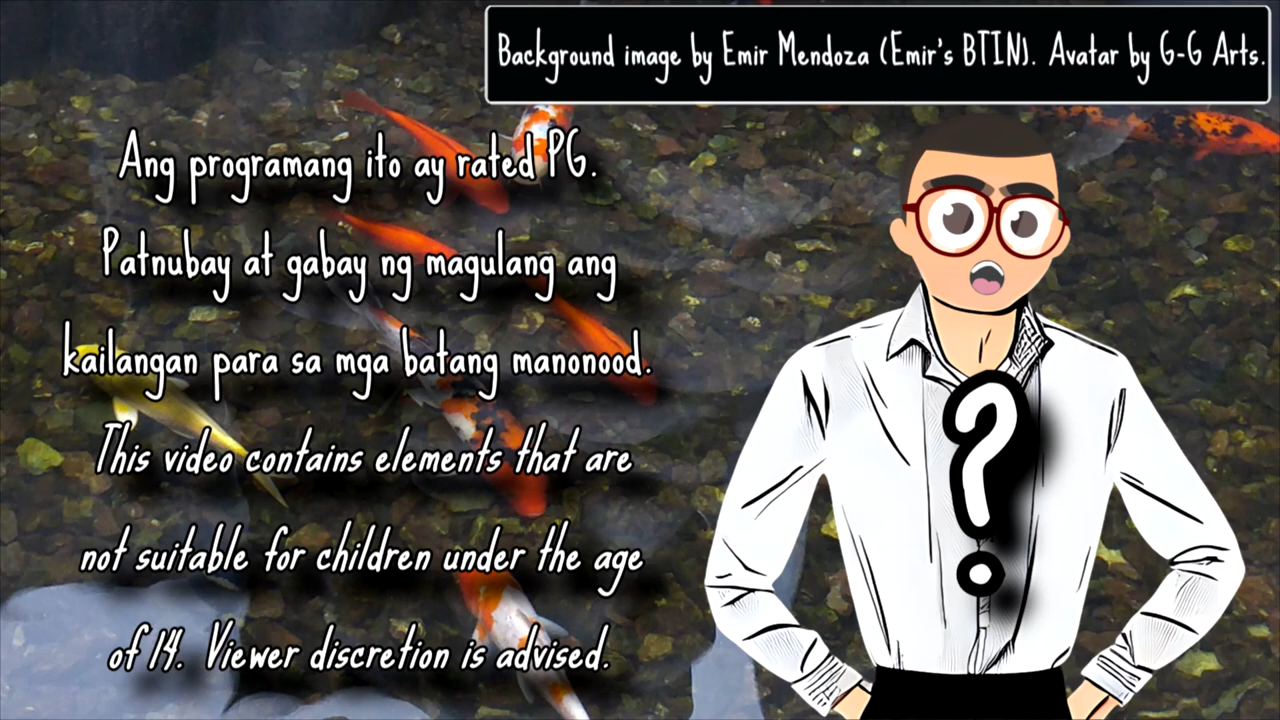 Background image by Emir Mendoza (Emir's BTIN). Avatar by G-G Arts.
Ang programang ito ay rated PG.
Patnubay at gabay ng magulang ang
kailangan para sa mga batang manonood.
This video contains elements that are
not suitable for children under the age
of 14. Viewer discretion is advised.
?